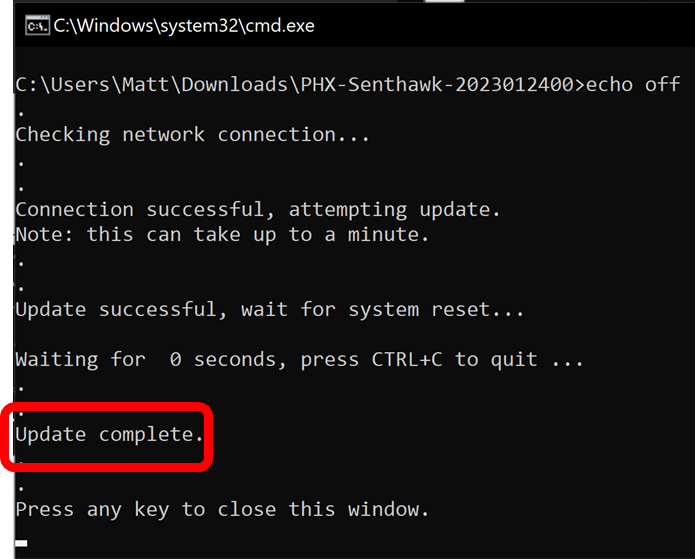 C:\Windows\system32\cmd.exe
C:\Users\Matt\Downloads\PHX-Senthawk-2023012400>echo off
.
Checking network connection...
.
.
Connection successful, attempting update.
Note: this can take up to a minute.
.
.
Update successful, wait for system reset...
Waiting for  0 seconds, press CTRL+C to quit ...
.
.
Update complete.
.
.
Press any key to close this window.